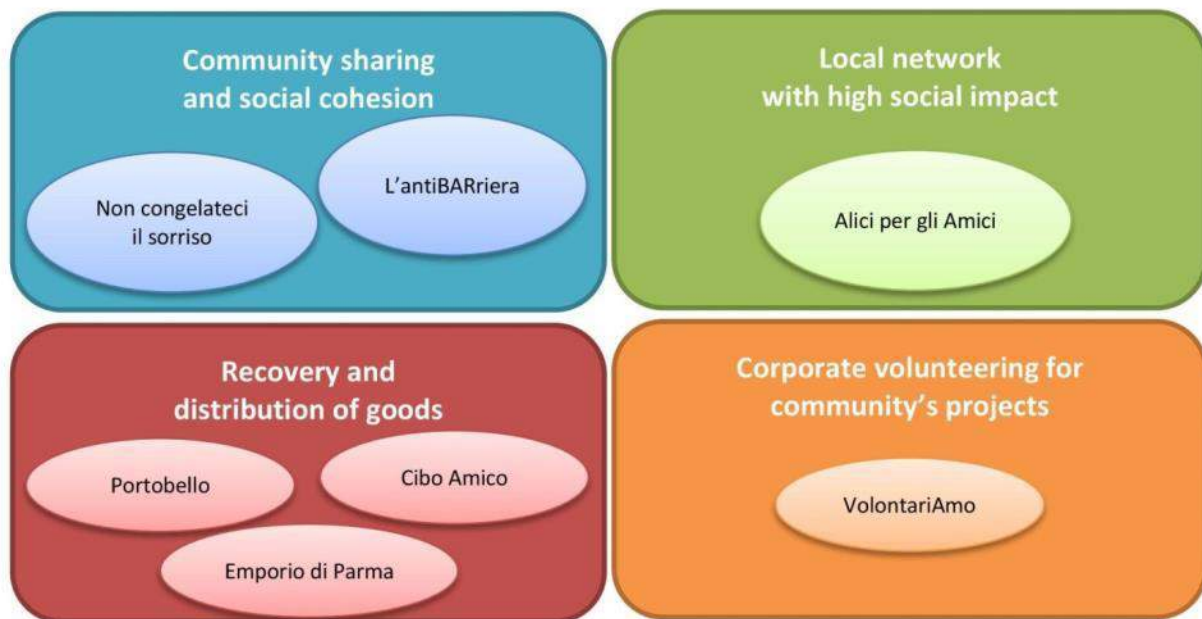 Community sharing
and social cohesion
Non congelateci
il sorriso
L'antiBARriera
Local network
with high social impact
Alici per gli Amici
Recovery and
distribution of goods
Portobello
Cibo Amico
Emporio di Parma
Corporate volunteering for
community's projects
VolontariAmo